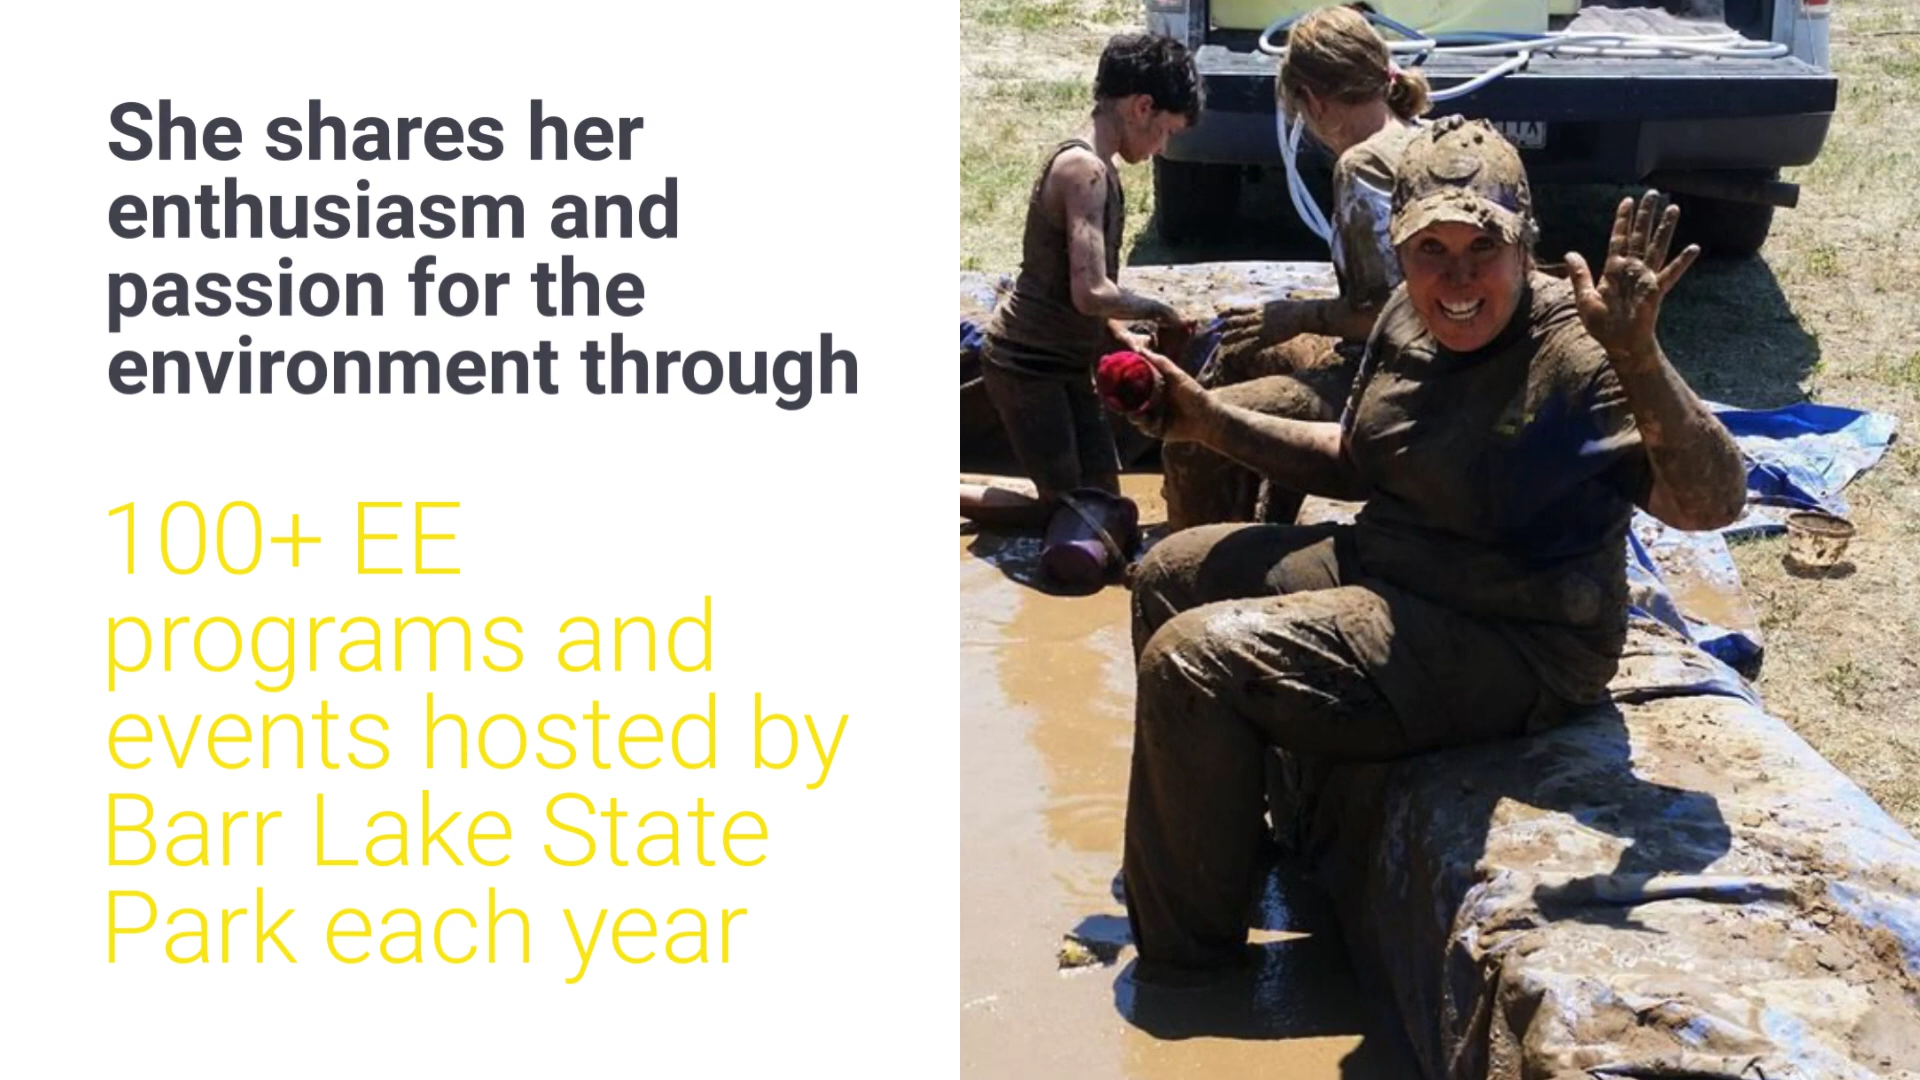 She shares her
enthusiasm and
passion for the
environment through
100+ EE
programs and
events hosted by
Barr Lake State
Park each year